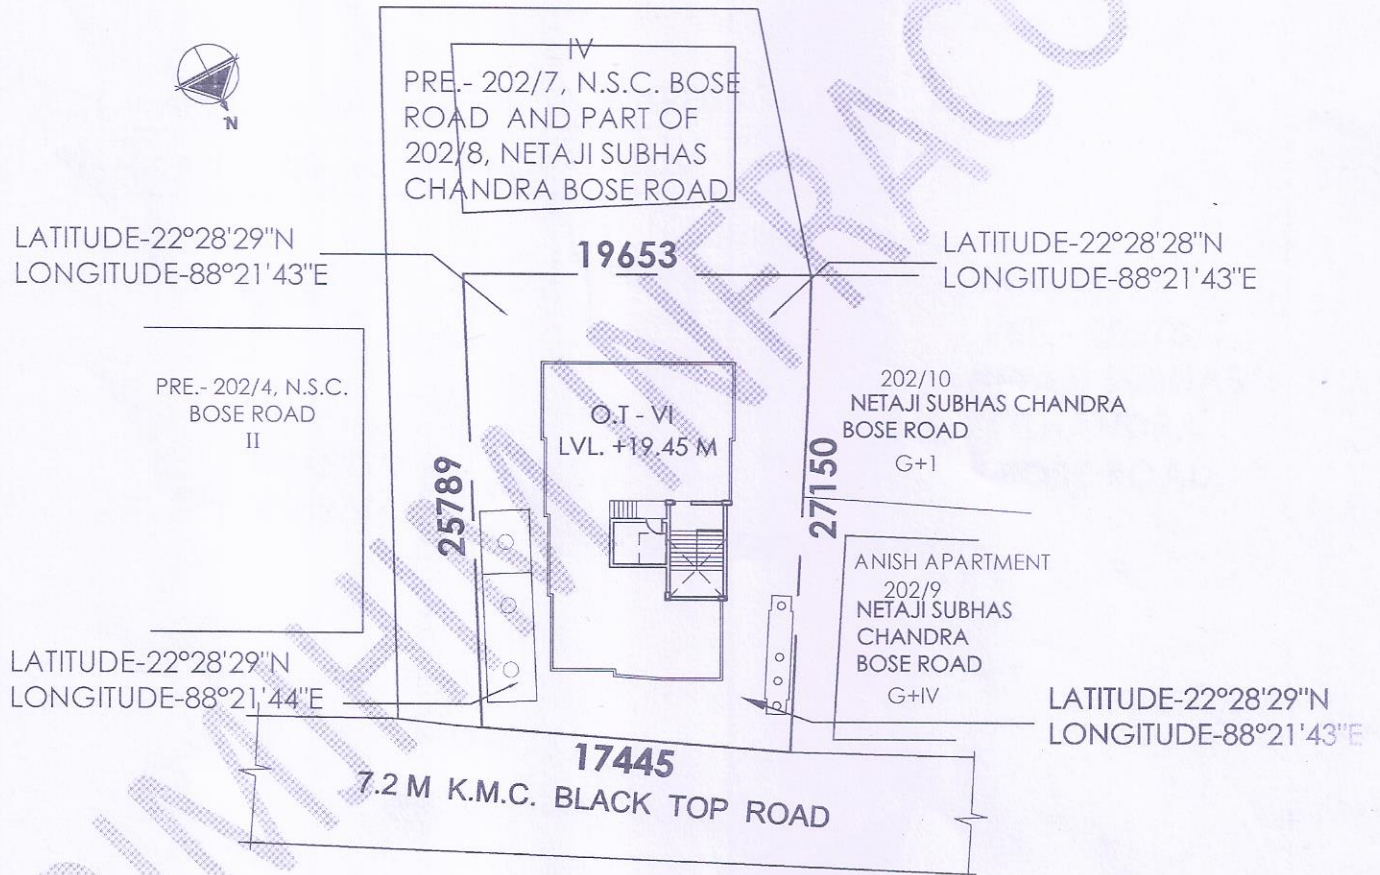 N
IV
PRE.- 202/7, N.S.C. BOSE
ROAD AND PART OF
202/8, NETAJI SUBHAS
CHANDRA BOSE ROAD
LATITUDE-22°28'29"N
LONGITUDE-88°21'43"E
19653
LATITUDE-22°28'28"N
LONGITUDE-88°21'43"E
PRE.- 202/4, N.S.C.
BOSE ROAD
II
O.T - VI
LVL. +19.45 M
202/10
NETAJI SUBHAS CHANDRA
BOSE ROAD
G+1
25789
27150
ANISH APARTMENT
202/9
NETAJI SUBHAS
CHANDRA
BOSE ROAD
G+IV
LATITUDE-22°28'29"N
LONGITUDE-88°21'44"E
LATITUDE-22°28'29"N
LONGITUDE-88°21'43"E
17445
7.2 M K.M.C. BLACK TOP ROAD